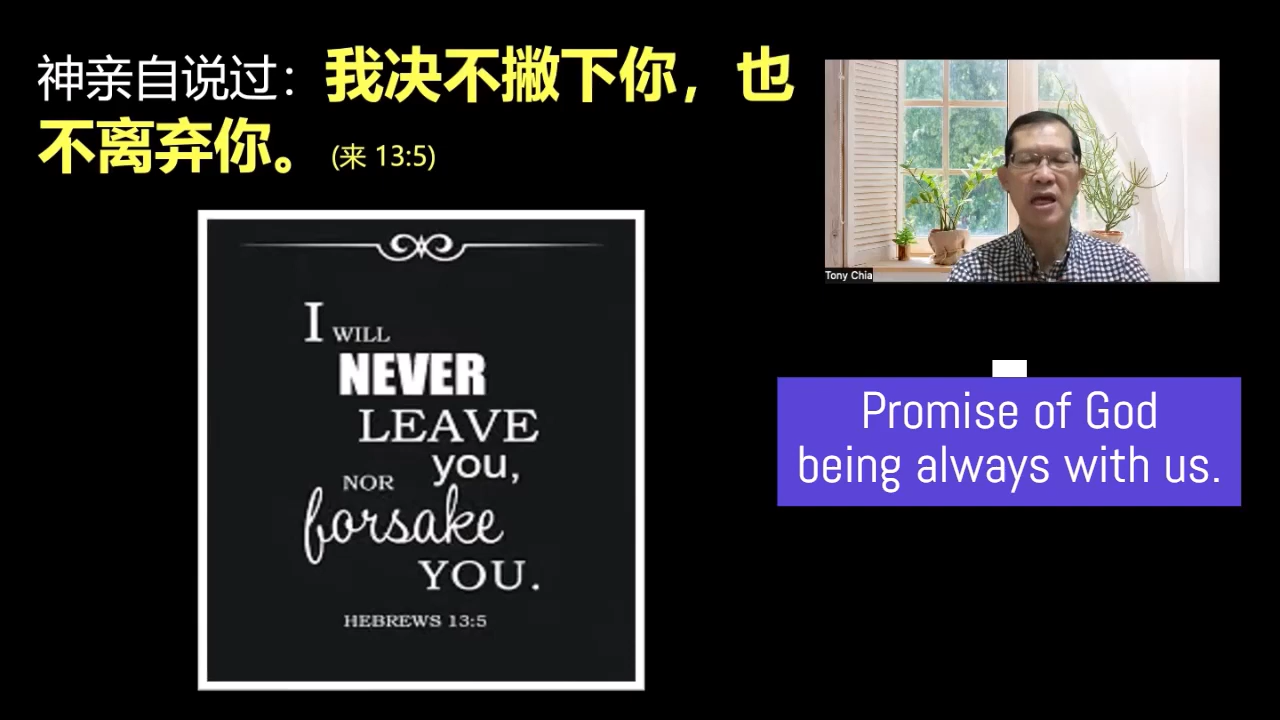 神亲自说过：我决不撇下你，也
不离弃你。(来 13:5)
I WILL
NEVER
LEAVE
you,
NOR
forsake
YOU.
HEBREWS 13:5
Tony Chia
Promise of God
being always with us.